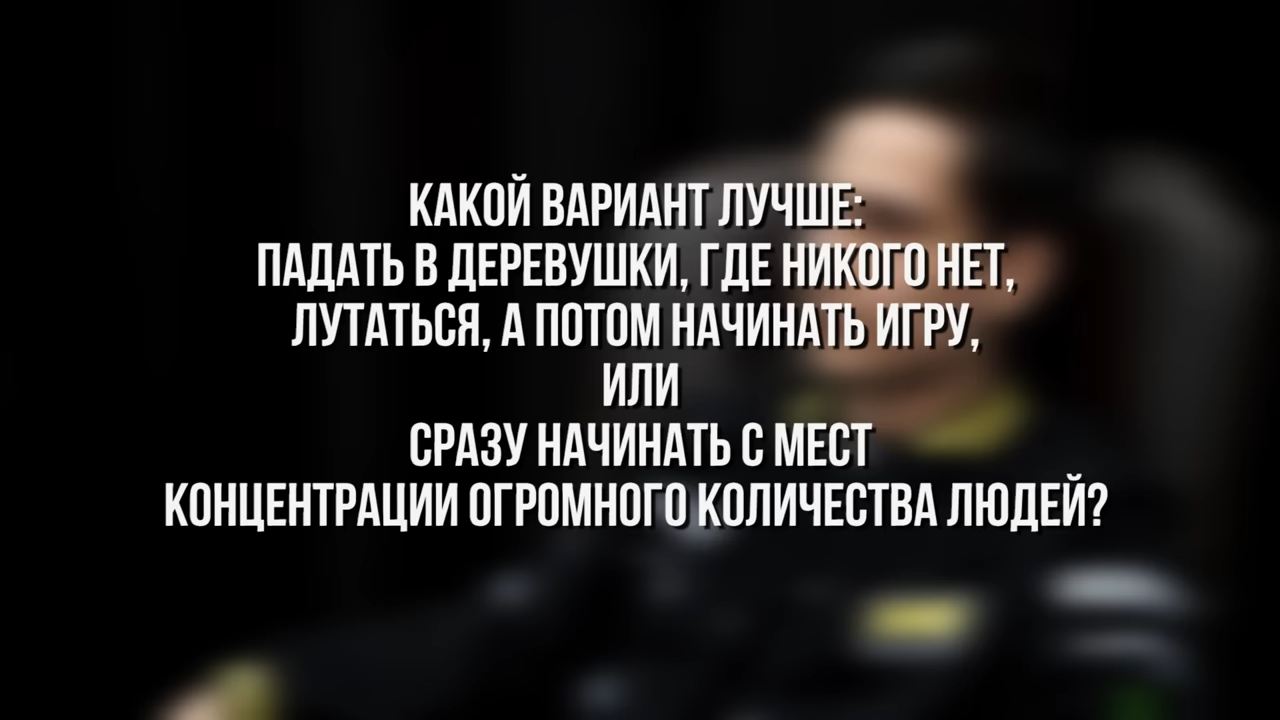 КАКОЙ ВАРИАНТ ЛУЧШЕ:
ПАДАТЬ В ДЕРЕВУШКИ, ГДЕ НИКОГО НЕТ,
ЛУТАТЬСЯ, А ПОТОМ НАЧИНАТЬ ИГРУ,
ИЛИ
СРАЗУ НАЧИНАТЬ С МЕСТ
КОНЦЕНТРАЦИИ ОГРОМНОГО КОЛИЧЕСТВА ЛЮДЕЙ?